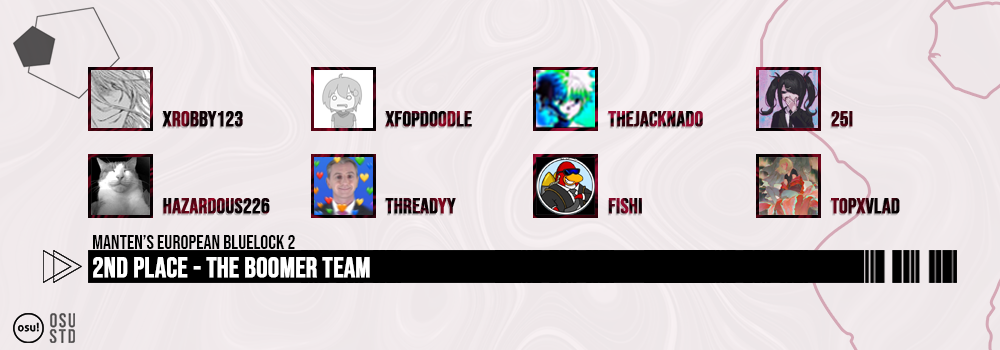 XROBBY123
XFOPDOODLE
THEJACKNADO
25I
HAZARDOUS226
THREADYY
FISHI
TOPXVLAD
MANTEN'S EUROPEAN BLUELOCK 2
2ND PLACE - THE BOOMER TEAM
osu!
OSU
STD